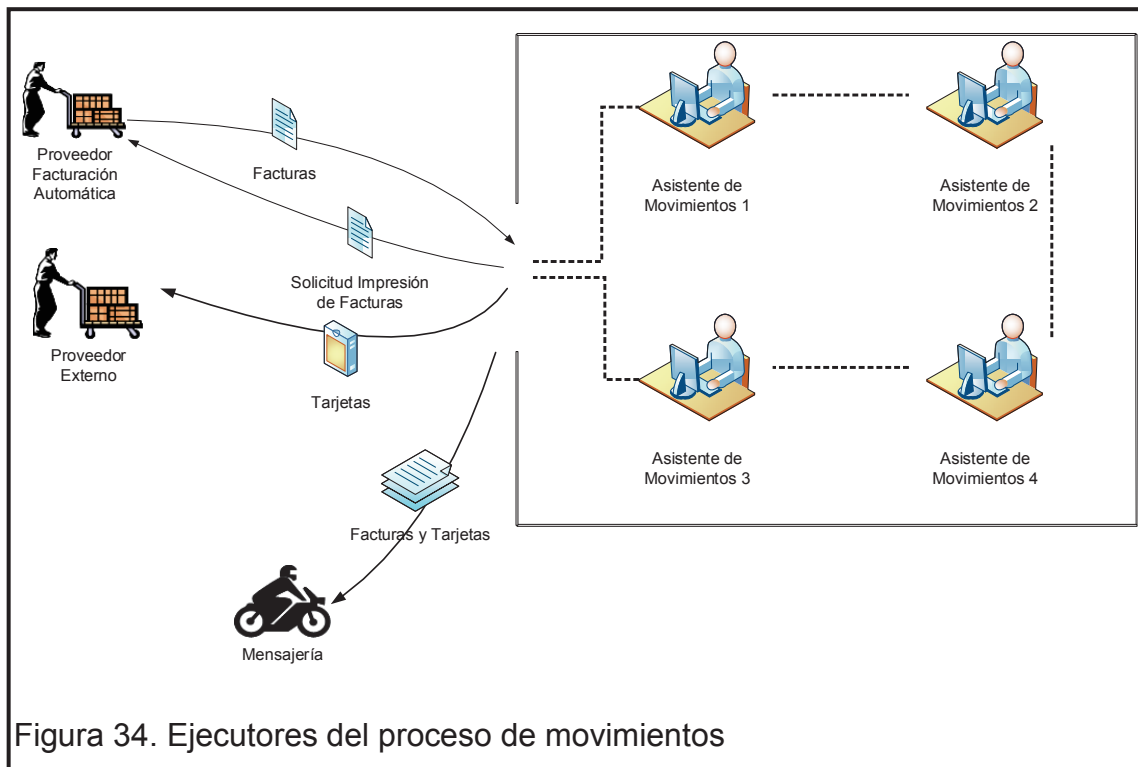 Proveedor
Facturación
Automática
Facturas
Solicitud Impresión
de Facturas
Proveedor
Externo
Tarjetas
Facturas y Tarjetas
Mensajería
Asistente de
Movimientos 1
Asistente de
Movimientos 2
Asistente de
Movimientos 3
Asistente de
Movimientos 4
Figura 34. Ejecutores del proceso de movimientos